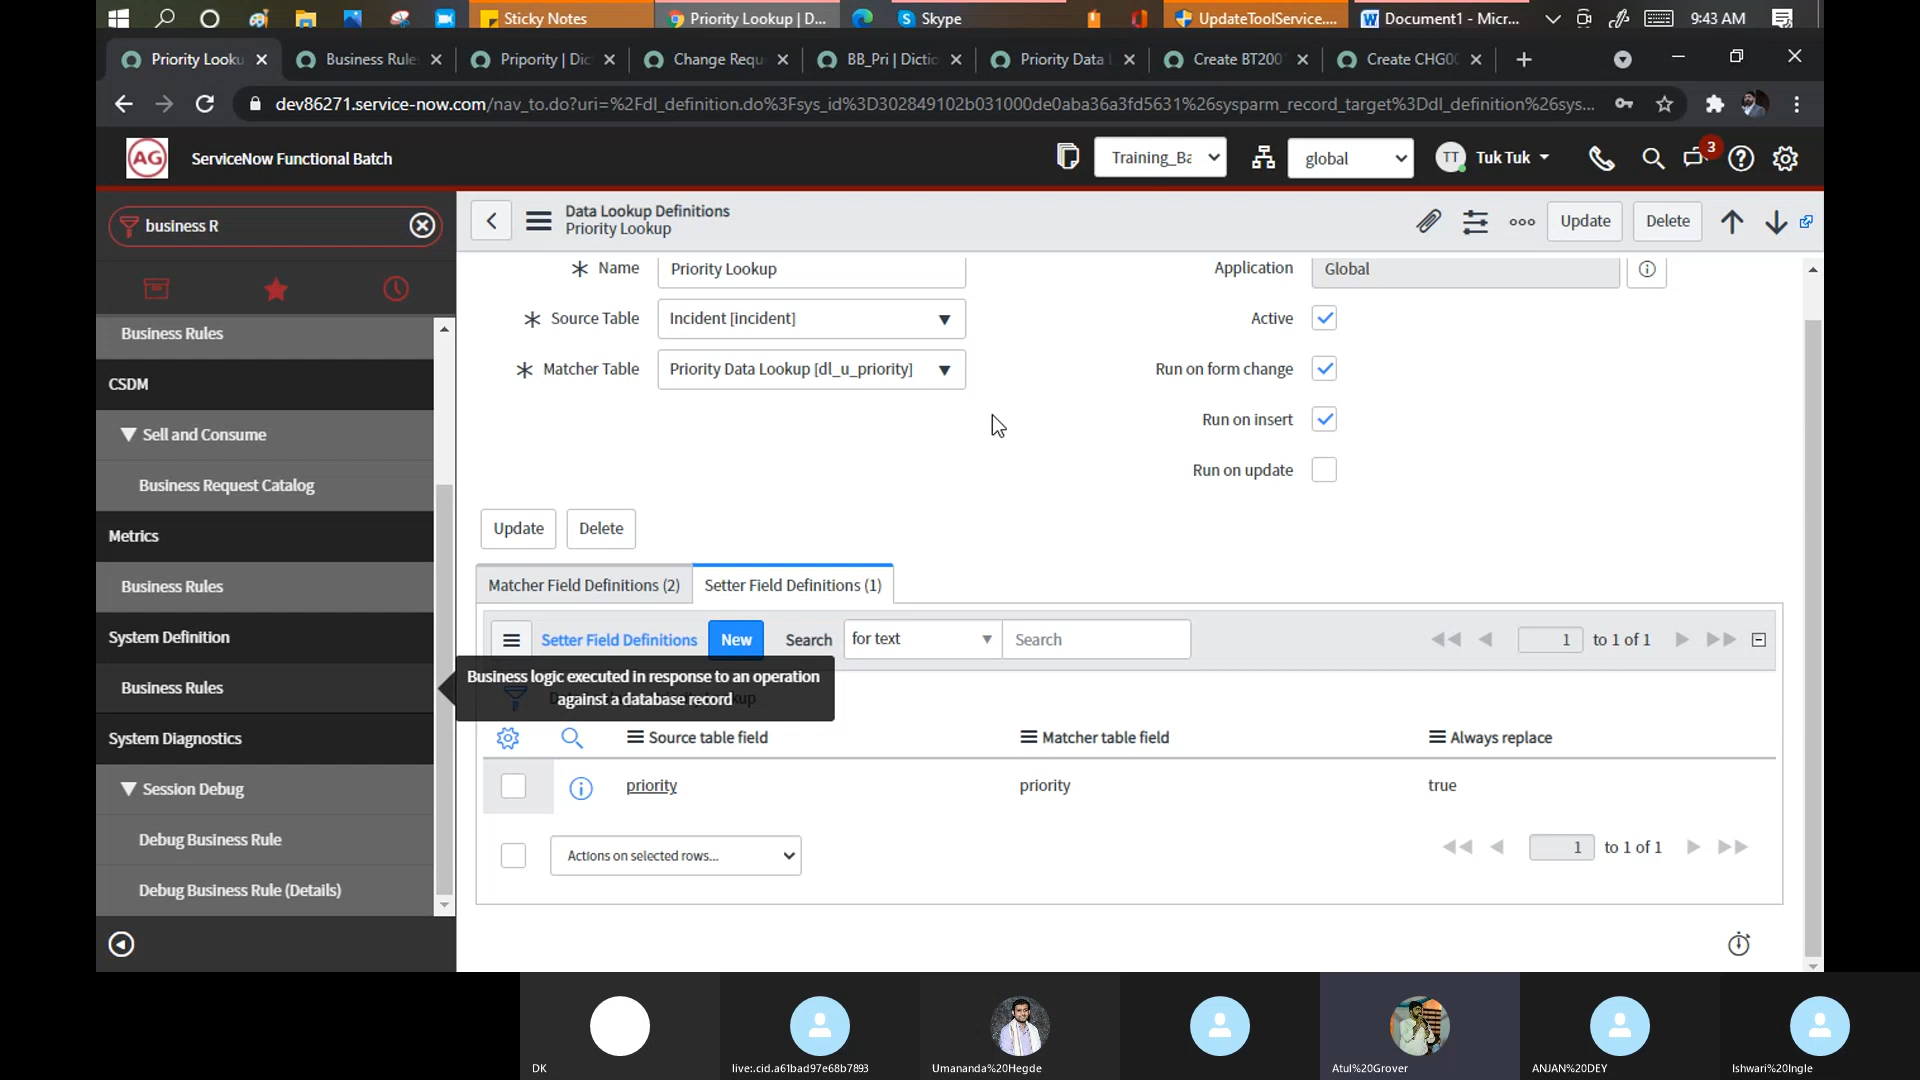 Sticky Notes
Priority Lookup | D...
Skype
UpdateToolService....
Document1 - Micr...
9:43 AM
Priority Looku
Business Rule
Pripority | Dic
Change Requ
BB_Pri | Dictio
Priority Data
Create BT200
Create CHG00
dev86271.service-now.com/nav_to.do?uri=%2Fdl_definition.do%3Fsys_id%3D302849102b031000de0aba36a3fd5631%26sysparm_record_target%3Ddl_definition%26sys...
AG
ServiceNow Functional Batch
Training_Ba
global
TT
Tuk Tuk
3
business R
Business Rules
CSDM
Sell and Consume
Business Request Catalog
Metrics
Business Rules
System Definition
Business Rules
System Diagnostics
Session Debug
Debug Business Rule
Debug Business Rule (Details)
Data Lookup Definitions
Priority Lookup
Update
Delete
Name
Priority Lookup
Application
Global
Source Table
Incident [incident]
Active
Matcher Table
Priority Data Lookup [dl_u_priority]
Run on form change
Run on insert
Run on update
Update
Delete
Matcher Field Definitions (2)
Setter Field Definitions (1)
Setter Field Definitions
New
Search
for text
Search
1
to 1 of 1
Business logic executed in response to an operation
against a database record
Source table field
Matcher table field
Always replace
priority
priority
true
Actions on selected rows...
1
to 1 of 1
DK
live:.cid.a61bad97e68b7893
Umananda%20Hegde
Atul%20Grover
ANJAN%20DEY
Ishwari%20Ingle